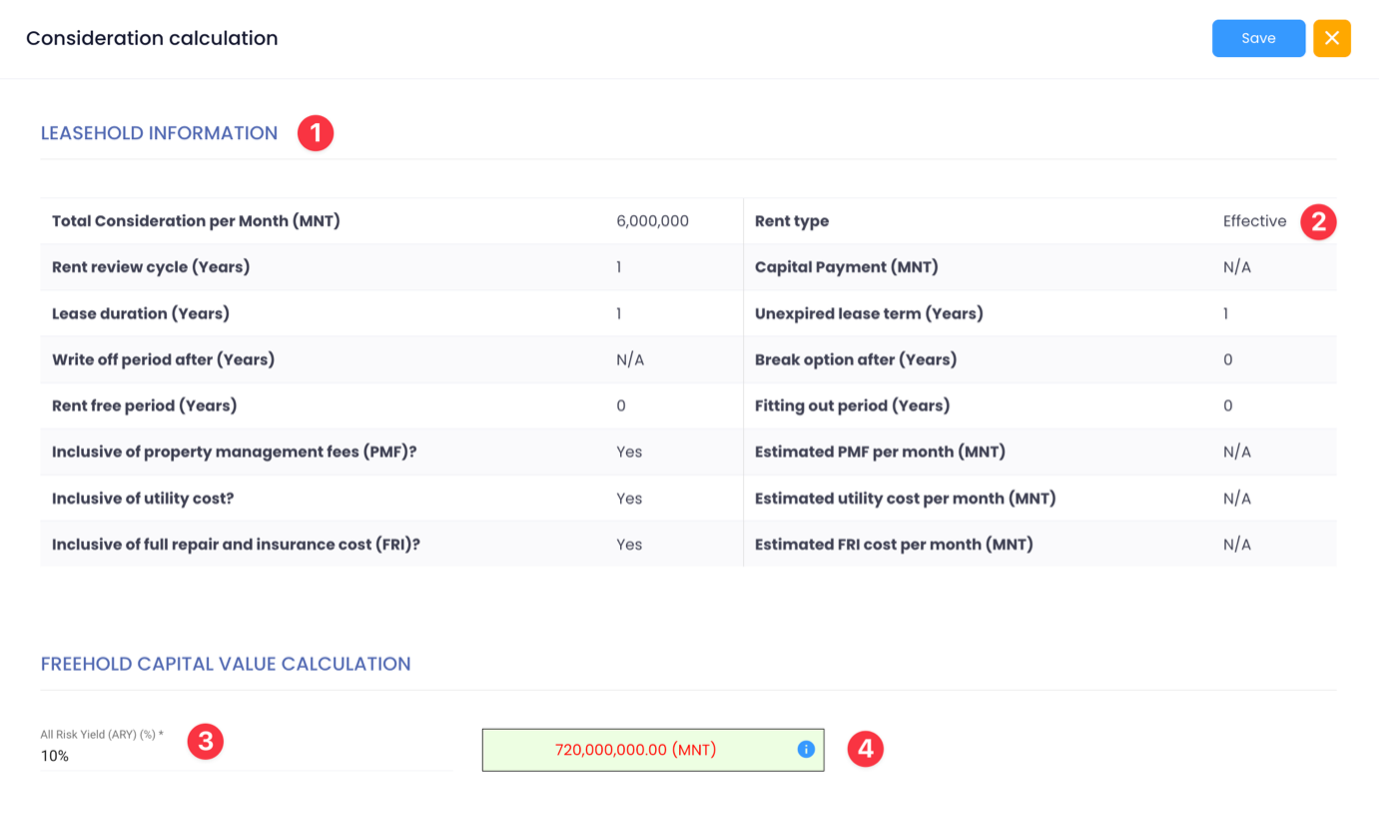 Consideration calculation
Save
LEASEHOLD INFORMATION 1
Total Consideration per Month (MNT) 6,000,000 Rent type Effective 2
Rent review cycle (Years) 1 Capital Payment (MNT) N/A
Lease duration (Years) 1 Unexpired lease term (Years) 1
Write off period after (Years) N/A Break option after (Years) 0
Rent free period (Years) 0 Fitting out period (Years) 0
Inclusive of property management fees (PMF)? Yes Estimated PMF per month (MNT) N/A
Inclusive of utility cost? Yes Estimated utility cost per month (MNT) N/A
Inclusive of full repair and insurance cost (FRI)? Yes Estimated FRI cost per month (MNT) N/A
FREEHOLD CAPITAL VALUE CALCULATION
All Risk Yield (ARY) (%) * 3
10%
720,000,000.00 (MNT) i 4